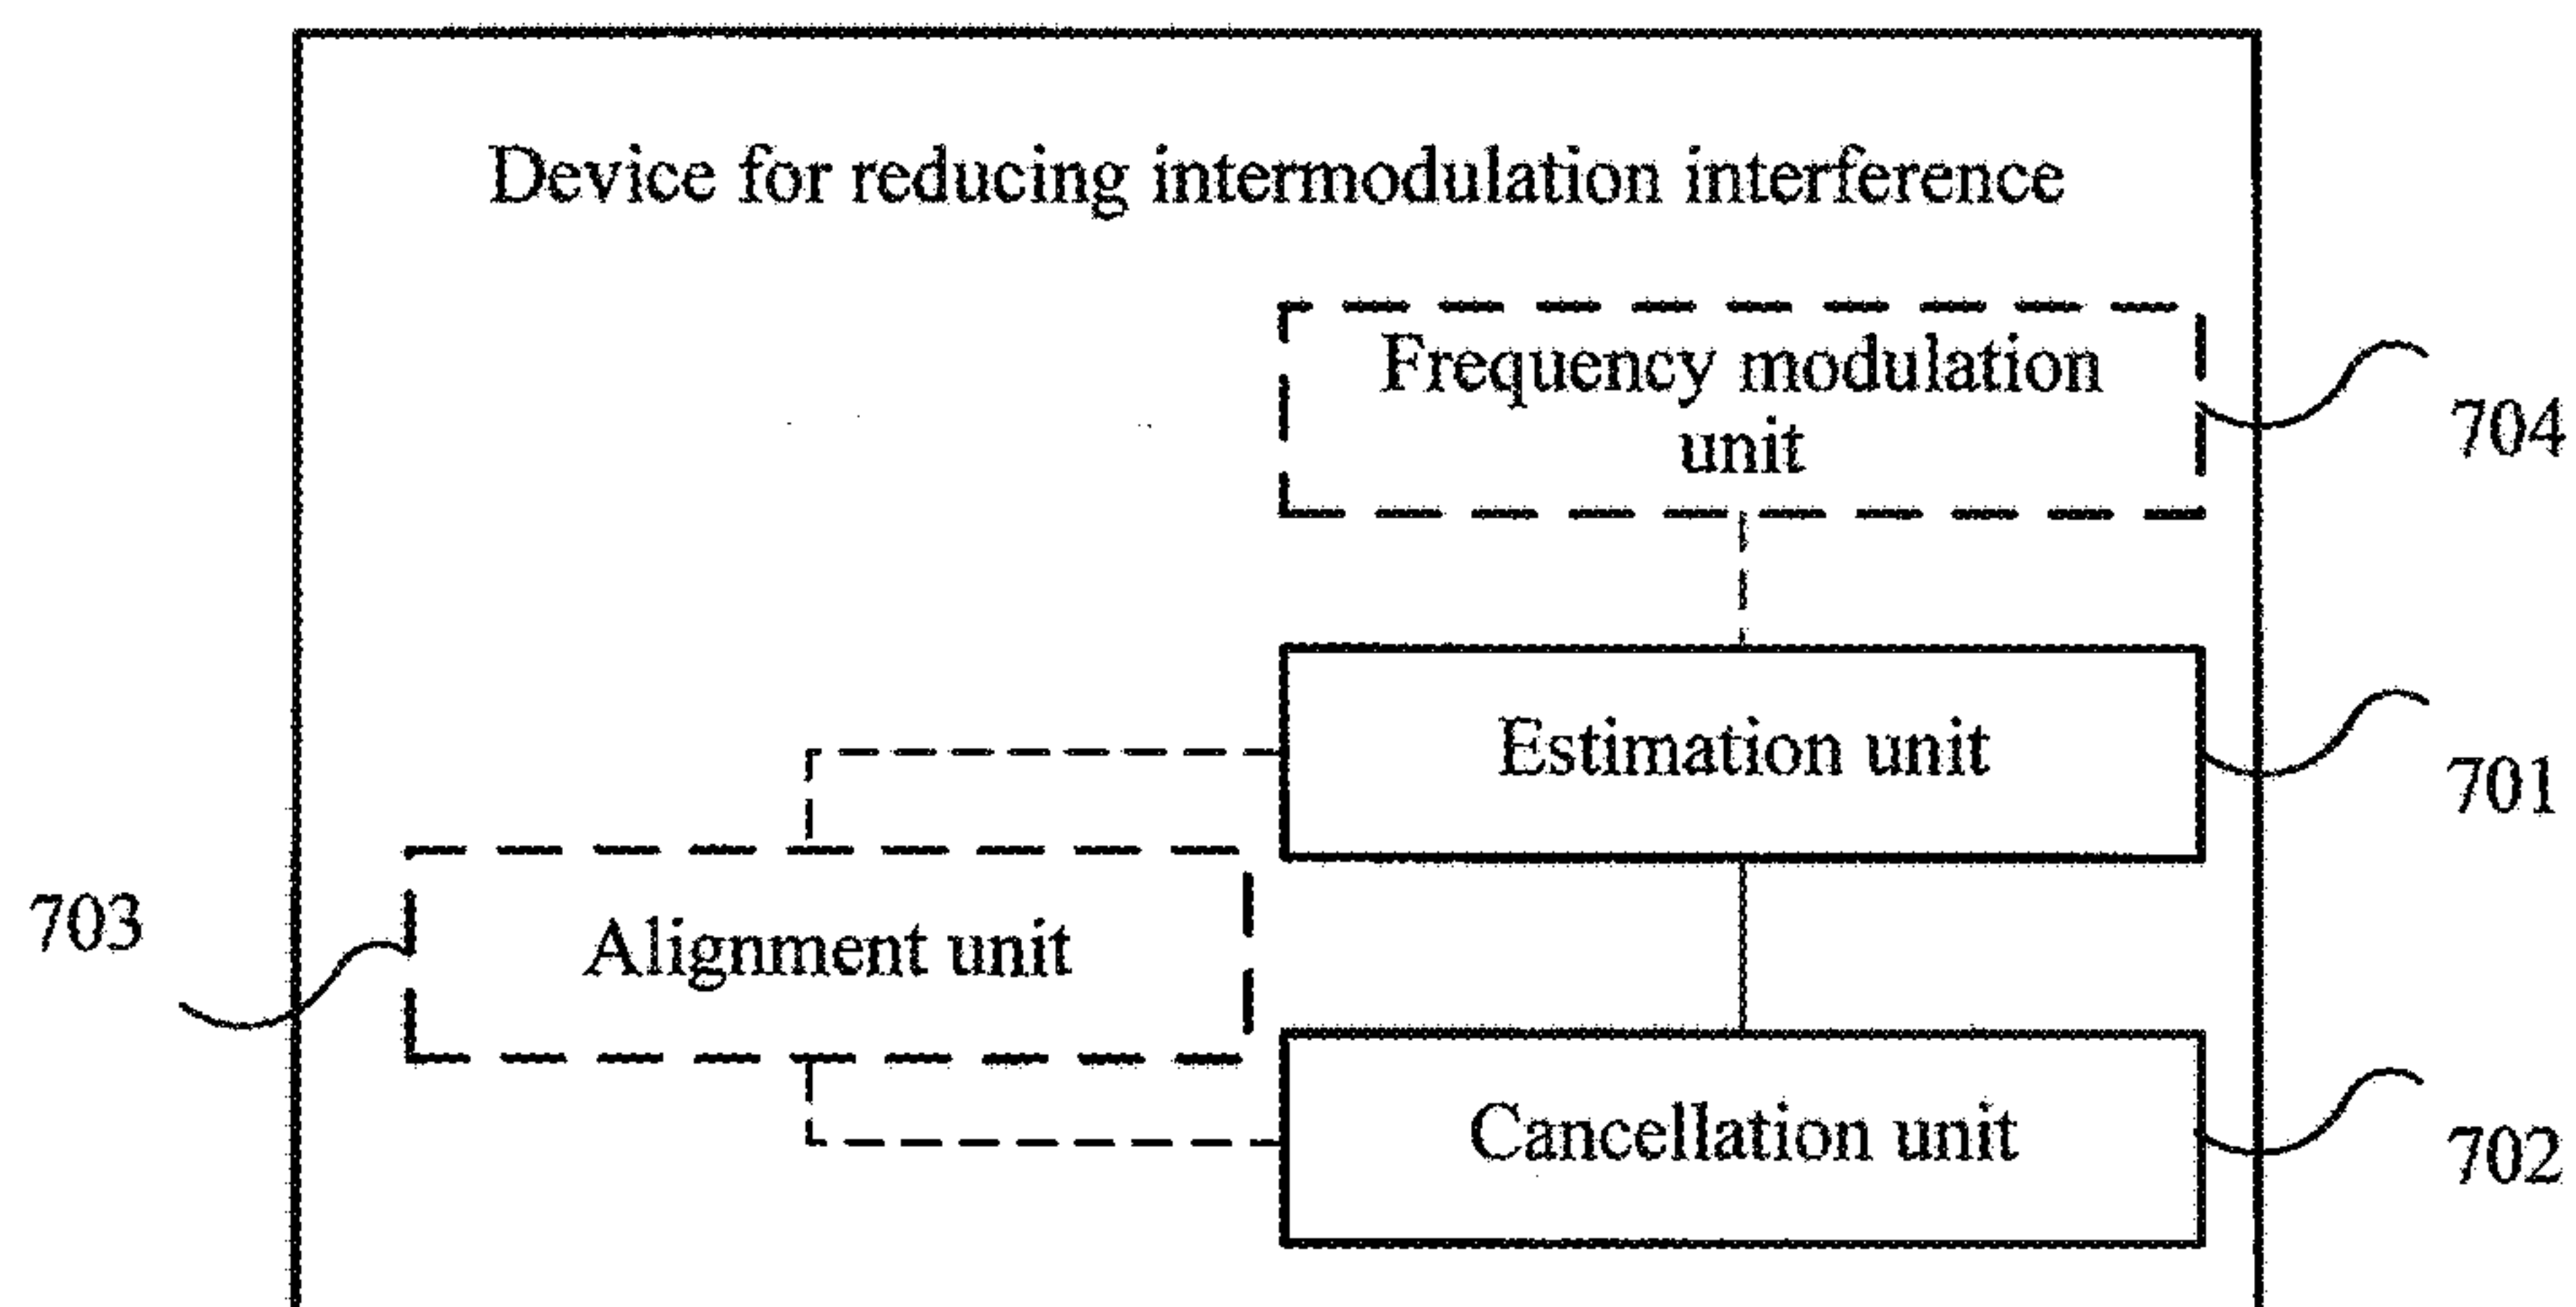 Device for reducing intermodulation interference
Frequency modulation
unit
704
Estimation unit
701
703
Alignment unit
Cancellation unit
702